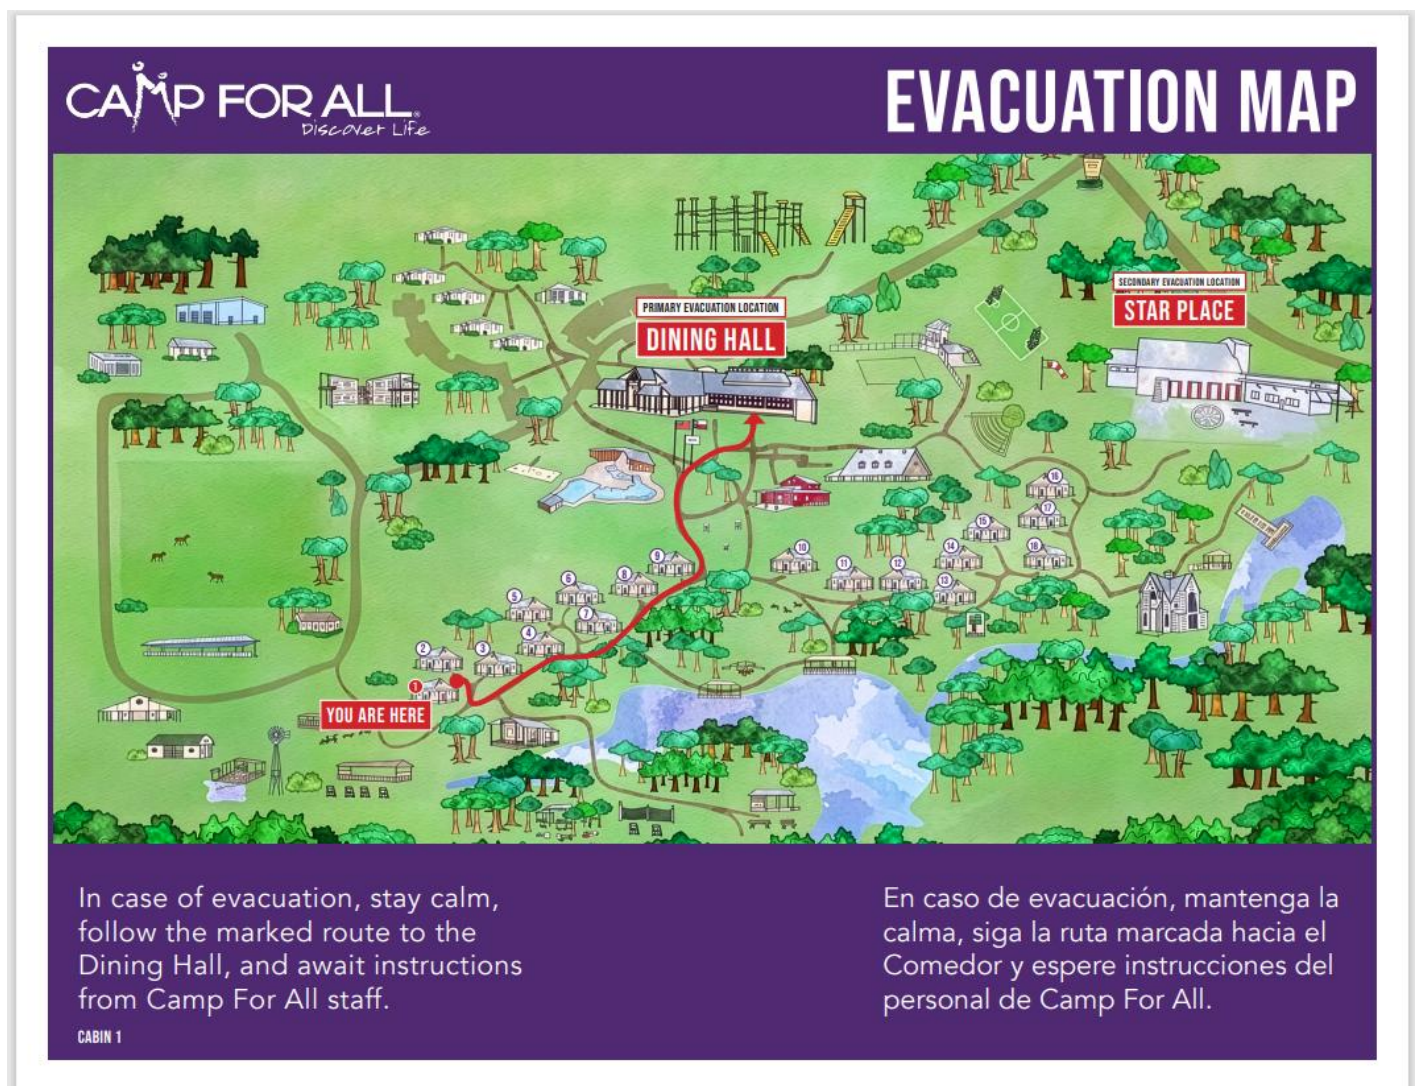 CAMP FOR ALL®
Discover Life
EVACUATION MAP
PRIMARY EVACUATION LOCATION
DINING HALL
SECONDARY EVACUATION LOCATION
STAR PLACE
16
17
15
18
14
13
12
11
10
9
8
6
7
5
4
3
2
1
YOU ARE HERE
In case of evacuation, stay calm,
follow the marked route to the
Dining Hall, and await instructions
from Camp For All staff.
CABIN 1
En caso de evacuación, mantenga la
calma, siga la ruta marcada hacia el
Comedor y espere instrucciones del
personal de Camp For All.